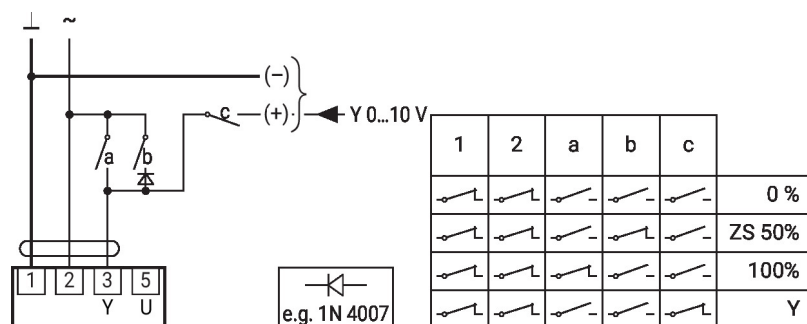 ⊥ ~
(–)
(+) Y 0...10 V
a b c
1 2 3 5
Y U
e.g. 1N 4007
1 2 a b c
0 %
ZS 50%
100%
Y